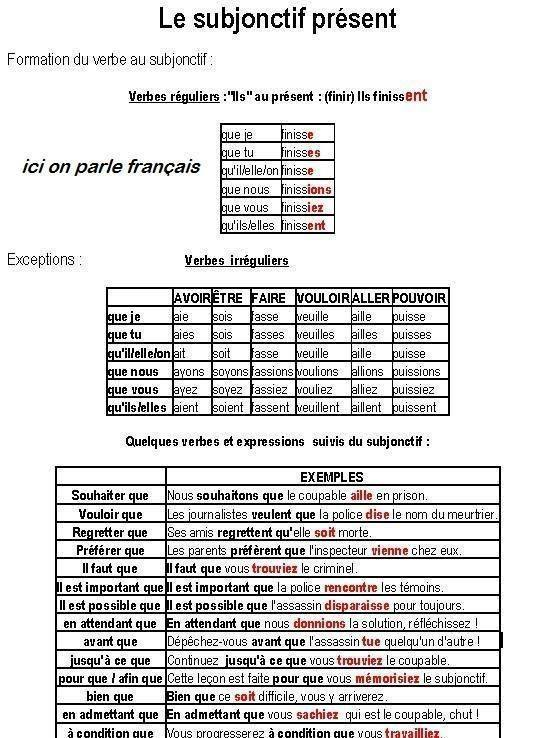 Le subjonctif présent
Formation du verbe au subjonctif :
Verbes réguliers :"Ils" au présent : (finir) Ils finissent
que je finisse
que tu finisses
qu'il/elle/on finisse
que nous finissions
que vous finissiez
qu'ils/elles finissent
ici on parle français
Exceptions :
Verbes irréguliers
AVOIR ÊTRE FAIRE VOULOIR ALLER POUVOIR
que je aie sois fasse veuille aille puisse
que tu aies sois fasses veuilles ailles puisses
qu'il/elle/on ait soit fasse veuille aille puisse
que nous ayons soyons fassions voulions allions puissions
que vous ayez soyez fassiez vouliez alliez puissiez
qu'ils/elles aient soient fassent veuillent aillent puissent
Quelques verbes et expressions suivis du subjonctif :
EXEMPLES
Souhaiter que Nous souhaitons que le coupable aille en prison.
Vouloir que Les journalistes veulent que la police dise le nom du meurtrier.
Regretter que Ses amis regrettent qu'elle soit morte.
Préférer que Les parents préfèrent que l'inspecteur vienne chez eux.
Il faut que Il faut que vous trouviez le criminel.
Il est important que Il est important que la police rencontre les témoins.
Il est possible que Il est possible que l'assassin disparaisse pour toujours.
en attendant que En attendant que nous donnions la solution, réfléchissez !
avant que Dépêchez-vous avant que l'assassin tue quelqu'un d'autre !
jusqu'à ce que Continuez jusqu'à ce que vous trouviez le coupable.
pour que / afin que Cette leçon est faite pour que vous mémorisiez le subjonctif.
bien que Bien que ce soit difficile, vous y arriverez.
en admettant que En admettant que vous sachiez qui est le coupable, chut !
à condition que Vous progresserez à condition que vous travailliez.